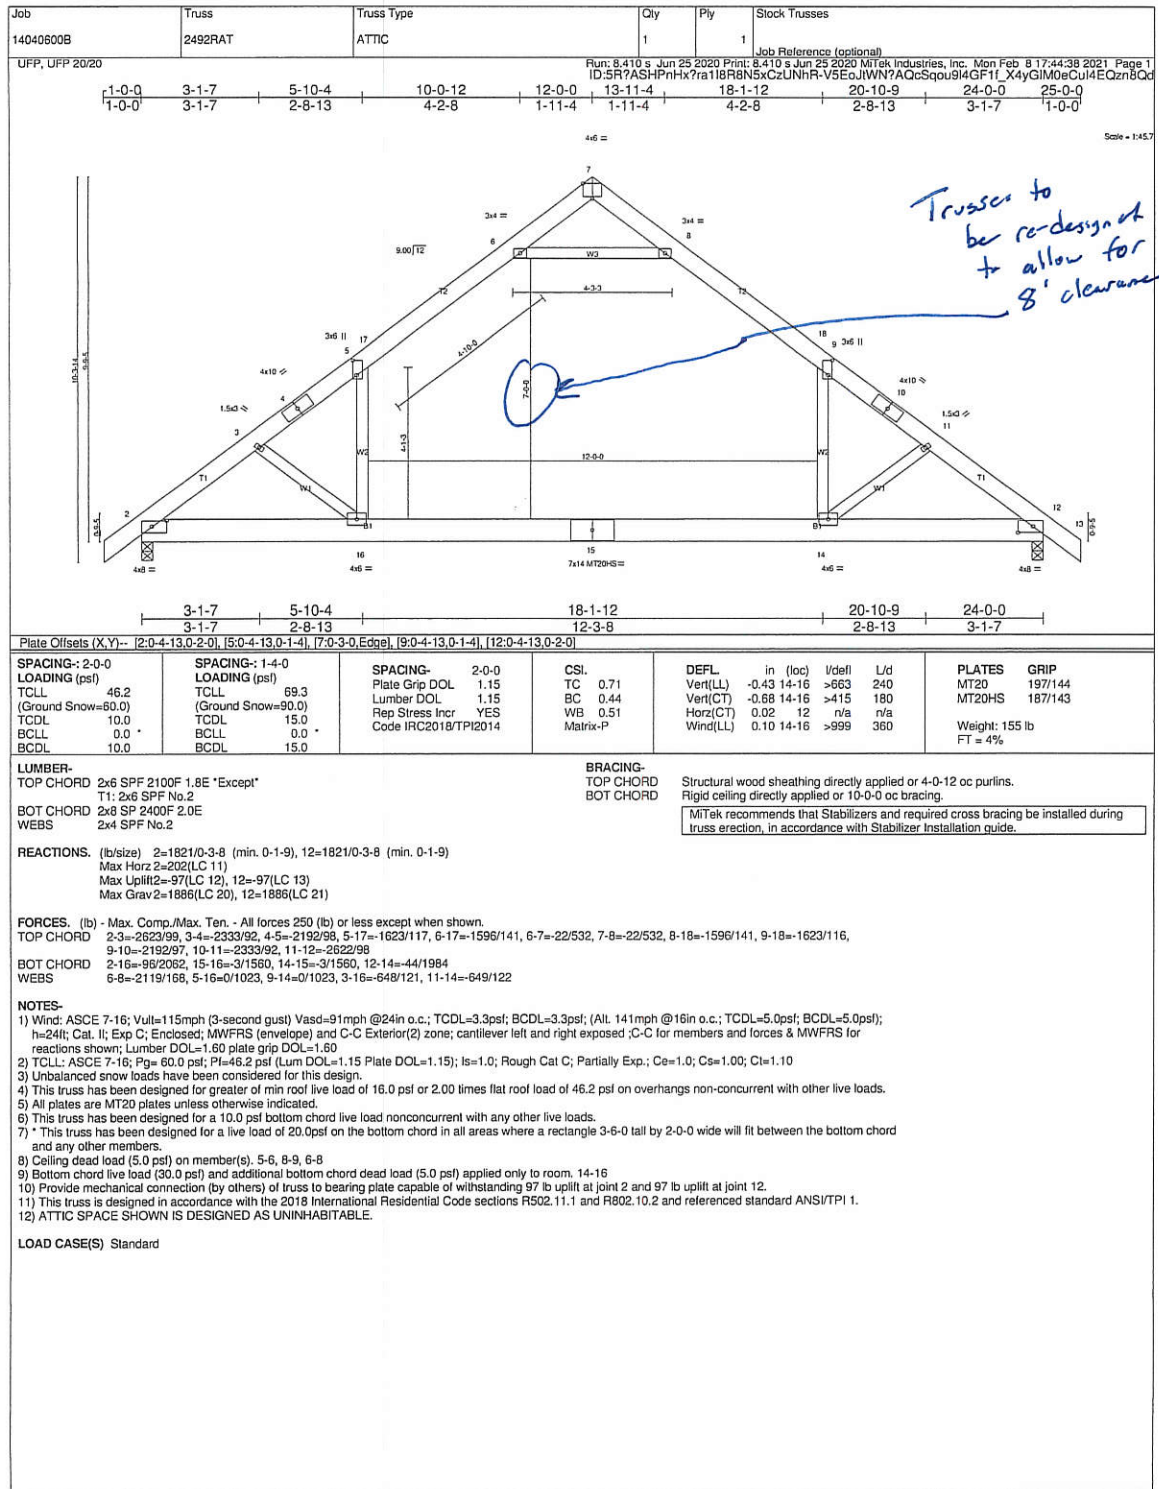 Job Truss Truss Type Qty Ply Stock Trusses
14040600B 2492RAT ATTIC 1 1
Job Reference (optional)
UFP, UFP 20/20 Run: 8.410 s Jun 25 2020 Print: 8.410 s Jun 25 2020 MiTek Industries, Inc. Mon Feb 8 17:44:38 2021 Page 1
-1-0-0 3-1-7 5-10-4 10-0-12 12-0-0 13-11-4 18-1-12 20-10-9 24-0-0 25-0-0
1-0-0 3-1-7 2-8-13 4-2-8 1-11-4 1-11-4 4-2-8 2-8-13 3-1-7 1-0-0
4x6 =
Scale = 1:45.7
7
Trusses to
be re-designed
to allow for
8' clearance
3x4 = 3x4 =
6 8
9.00 12
W3
4-3-3
T2 T2
3x6 || 17 18
5 9 3x6 ||
4-10-0
10-3-14
9-9-5
7-0-0
4x10 4x10
4 10
1.5x3 1.5x3
3 11
4-1-3
12-0-0
W2 W2
T1 W1 W1 T1
2 12
0-9-5 B1 B1 13 0-9-5
16 15 14
4x8 = 4x6 = 7x14 MT20HS= 4x6 = 4x8 =
3-1-7 5-10-4 18-1-12 20-10-9 24-0-0
3-1-7 2-8-13 12-3-8 2-8-13 3-1-7
Plate Offsets (X,Y)-- [2:0-4-13,0-2-0], [5:0-4-13,0-1-4], [7:0-3-0,Edge], [9:0-4-13,0-1-4], [12:0-4-13,0-2-0]
SPACING-: 2-0-0 SPACING-: 1-4-0 SPACING- 2-0-0 CSI. DEFL. in (loc) l/defl L/d PLATES GRIP
LOADING (psf) LOADING (psf) Plate Grip DOL 1.15 TC 0.71 Vert(LL) -0.43 14-16 >663 240 MT20 197/144
TCLL 46.2 TCLL 69.3 Lumber DOL 1.15 BC 0.44 Vert(CT) -0.68 14-16 >415 180 MT20HS 187/143
(Ground Snow=60.0) (Ground Snow=90.0) Rep Stress Incr YES WB 0.51 Horz(CT) 0.02 12 n/a n/a
TCDL 10.0 TCDL 15.0 Code IRC2018/TPI2014 Matrix-P Wind(LL) 0.10 14-16 >999 360 Weight: 155 lb
BCLL 0.0 * BCLL 0.0 * FT = 4%
BCDL 10.0 BCDL 15.0
LUMBER-
TOP CHORD 2x6 SPF 2100F 1.8E *Except*
T1: 2x6 SPF No.2
BOT CHORD 2x8 SP 2400F 2.0E
WEBS 2x4 SPF No.2
BRACING-
TOP CHORD Structural wood sheathing directly applied or 4-0-12 oc purlins.
BOT CHORD Rigid ceiling directly applied or 10-0-0 oc bracing.
MiTek recommends that Stabilizers and required cross bracing be installed during
truss erection, in accordance with Stabilizer Installation guide.
REACTIONS. (lb/size) 2=1821/0-3-8 (min. 0-1-9), 12=1821/0-3-8 (min. 0-1-9)
Max Horz 2=202(LC 11)
Max Uplift2=-97(LC 12), 12=-97(LC 13)
Max Grav2=1886(LC 20), 12=1886(LC 21)
FORCES. (lb) - Max. Comp./Max. Ten. - All forces 250 (lb) or less except when shown.
TOP CHORD 2-3=-2623/99, 3-4=-2333/92, 4-5=-2192/98, 5-17=-1623/117, 6-17=-1596/141, 6-7=-22/532, 7-8=-22/532, 8-18=-1596/141, 9-18=-1623/116,
9-10=-2192/97, 10-11=-2333/92, 11-12=-2622/98
BOT CHORD 2-16=-96/2062, 15-16=-3/1560, 14-15=-3/1560, 12-14=-44/1984
WEBS 6-8=-2119/168, 5-16=0/1023, 9-14=0/1023, 3-16=-648/121, 11-14=-649/122
NOTES-
1) Wind: ASCE 7-16; Vult=115mph (3-second gust) Vasd=91mph @24in o.c.; TCDL=3.3psf; BCDL=3.3psf; (Alt. 141mph @16in o.c.; TCDL=5.0psf; BCDL=5.0psf);
h=24ft; Cat. II; Exp C; Enclosed; MWFRS (envelope) and C-C Exterior(2) zone; cantilever left and right exposed ;C-C for members and forces & MWFRS for
reactions shown; Lumber DOL=1.60 plate grip DOL=1.60
2) TCLL: ASCE 7-16; Pg= 60.0 psf; Pf=46.2 psf (Lum DOL=1.15 Plate DOL=1.15); Is=1.0; Rough Cat C; Partially Exp.; Ce=1.0; Cs=1.00; Ct=1.10
3) Unbalanced snow loads have been considered for this design.
4) This truss has been designed for greater of min roof live load of 16.0 psf or 2.00 times flat roof load of 46.2 psf on overhangs non-concurrent with other live loads.
5) All plates are MT20 plates unless otherwise indicated.
6) This truss has been designed for a 10.0 psf bottom chord live load nonconcurrent with any other live loads.
7) * This truss has been designed for a live load of 20.0psf on the bottom chord in all areas where a rectangle 3-6-0 tall by 2-0-0 wide will fit between the bottom chord
and any other members.
8) Ceiling dead load (5.0 psf) on member(s). 5-6, 8-9, 6-8
9) Bottom chord live load (30.0 psf) and additional bottom chord dead load (5.0 psf) applied only to room. 14-16
10) Provide mechanical connection (by others) of truss to bearing plate capable of withstanding 97 lb uplift at joint 2 and 97 lb uplift at joint 12.
11) This truss is designed in accordance with the 2018 International Residential Code sections R502.11.1 and R802.10.2 and referenced standard ANSI/TPI 1.
12) ATTIC SPACE SHOWN IS DESIGNED AS UNINHABITABLE.
LOAD CASE(S) Standard